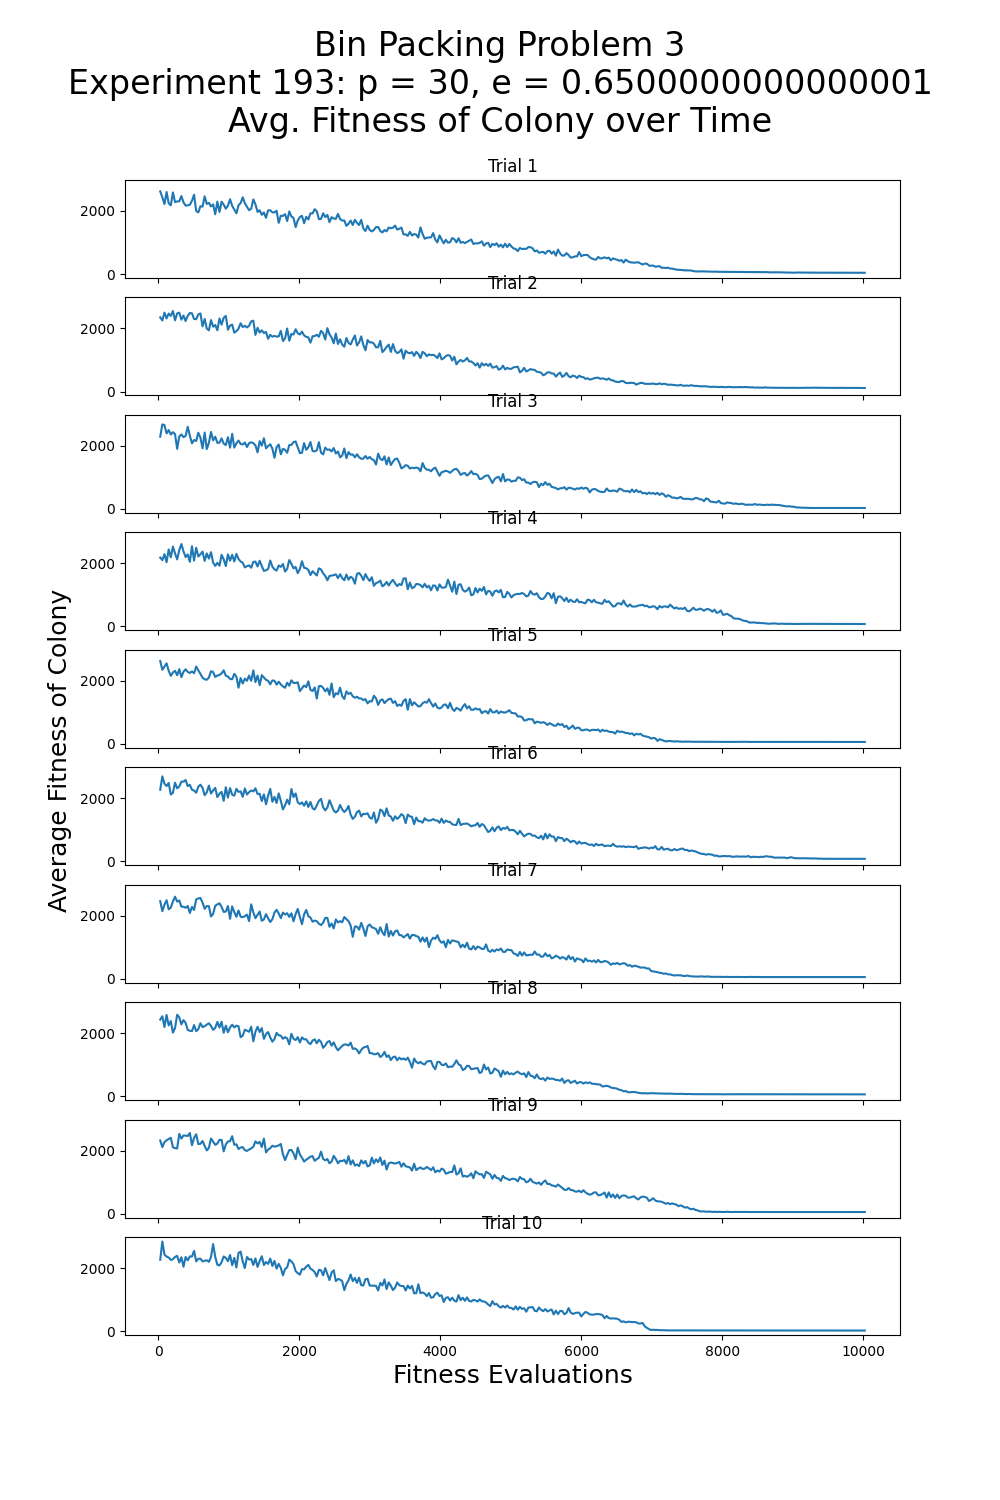 Bin Packing Problem 3
Experiment 193: p = 30, e = 0.6500000000000001
Avg. Fitness of Colony over Time
Trial 1
2000
0
Trial 2
2000
0
Trial 3
2000
0
Trial 4
2000
0
Trial 5
2000
0
Trial 6
2000
0
Trial 7
2000
0
Trial 8
2000
0
Trial 9
2000
0
Trial 10
2000
0
0 2000 4000 6000 8000 10000
Fitness Evaluations
Average Fitness of Colony